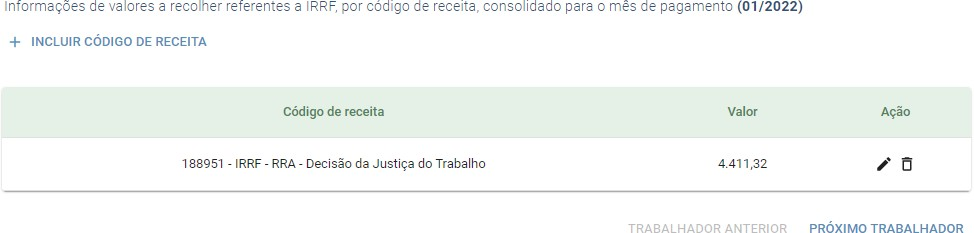 Informações de valores a recolher referentes a IRRF, por código de receita, consolidado para o mês de pagamento (01/2022)
+ INCLUIR CÓDIGO DE RECEITA
Código de receita Valor Ação
188951 - IRRF - RRA - Decisão da Justiça do Trabalho 4.411,32
TRABALHADOR ANTERIOR PRÓXIMO TRABALHADOR